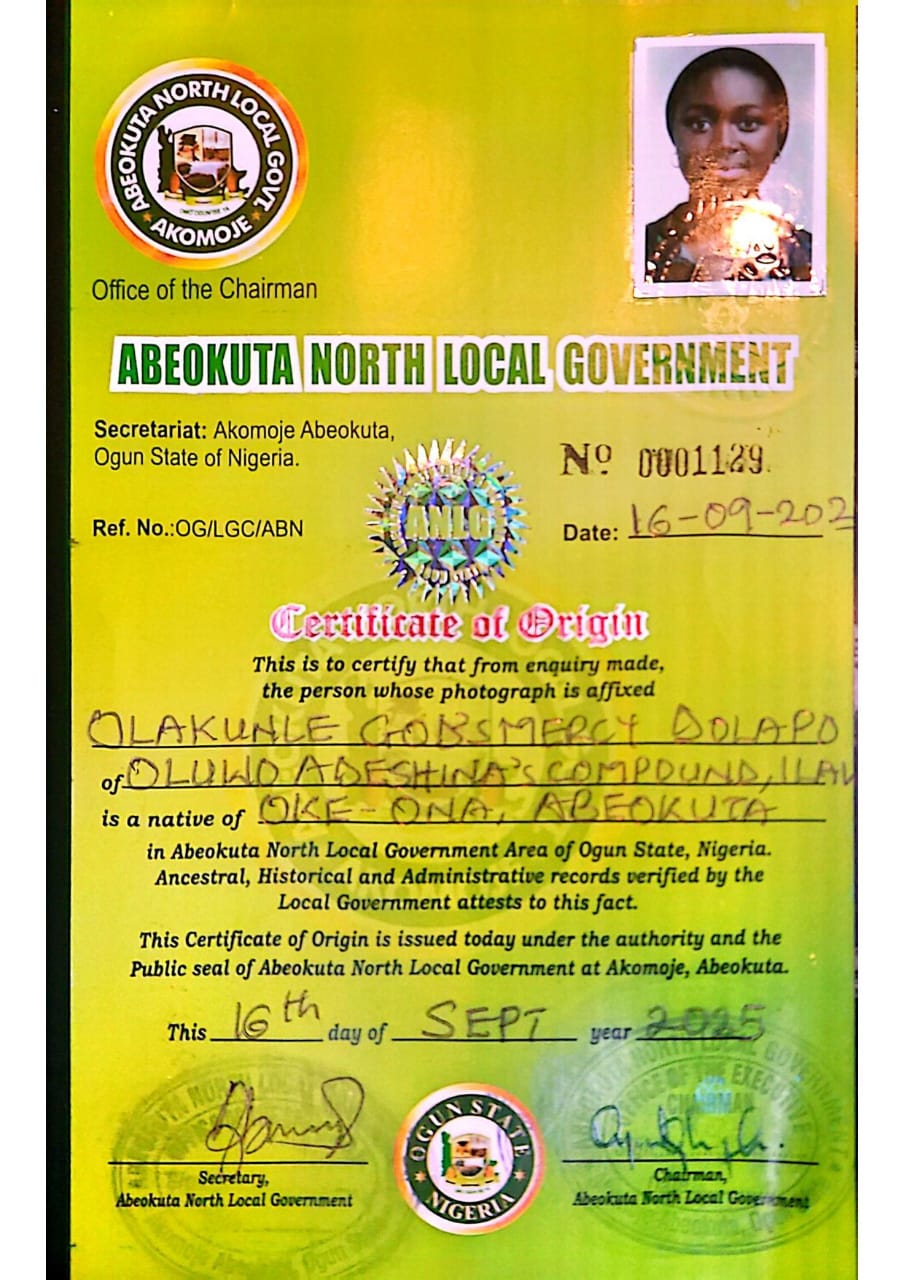 ABEOKUTA NORTH LOCAL GOVT.
AKOMOJE
Office of the Chairman
ABEOKUTA NORTH LOCAL GOVERNMENT
Secretariat: Akomoje Abeokuta,
Ogun State of Nigeria.
Nº 0001129
Ref. No.:OG/LGC/ABN
ANLG
Date: 16-09-202
Certificate of Origin
This is to certify that from enquiry made,
the person whose photograph is affixed
OLAKUNLE GODSMERCY DOLAPO
of OLUWO ADESHINA'S COMPOUND, ILAW
is a native of OKE-ONA, ABEOKUTA
in Abeokuta North Local Government Area of Ogun State, Nigeria.
Ancestral, Historical and Administrative records verified by the
Local Government attests to this fact.
This Certificate of Origin is issued today under the authority and the
Public seal of Abeokuta North Local Government at Akomoje, Abeokuta.
This 16th day of SEPT year 2025
OGUN STATE
NIGERIA
Secretary,
Abeokuta North Local Government
Chairman,
Abeokuta North Local Government